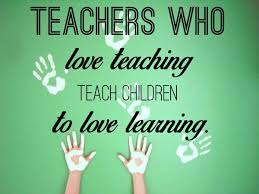 TEACHERS WHO
love teaching
TEACH CHILDREN
to love learning.